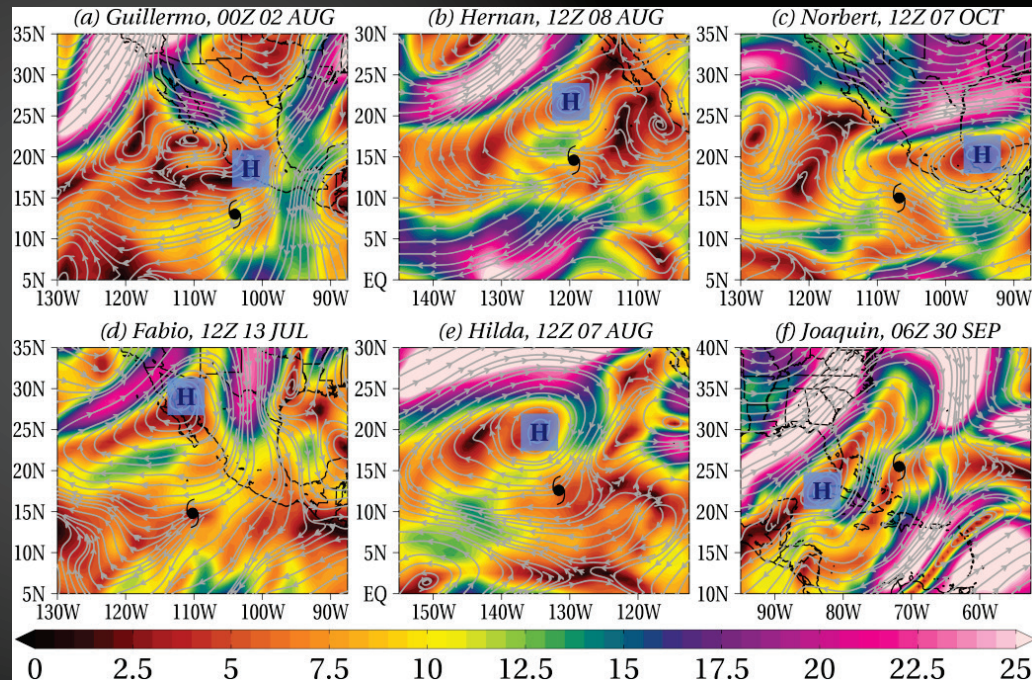 (a) Guillermo, 00Z 02 AUG
(b) Hernan, 12Z 08 AUG
(c) Norbert, 12Z 07 OCT
35N
30N
25N
20N
15N
10N
5N
130W 120W 110W 100W 90W
H
35N
30N
25N
20N
15N
10N
5N
EQ
140W 130W 120W 110W
H
35N
30N
25N
20N
15N
10N
5N
130W 120W 110W 100W 90W
H
(d) Fabio, 12Z 13 JUL
(e) Hilda, 12Z 07 AUG
(f) Joaquin, 06Z 30 SEP
35N
30N
25N
20N
15N
10N
5N
130W 120W 110W 100W 90W
H
30N
25N
20N
15N
10N
5N
EQ
150W 140W 130W 120W
H
40N
35N
30N
25N
20N
15N
10N
90W 80W 70W 60W
H
0 2.5 5 7.5 10 12.5 15 17.5 20 22.5 25